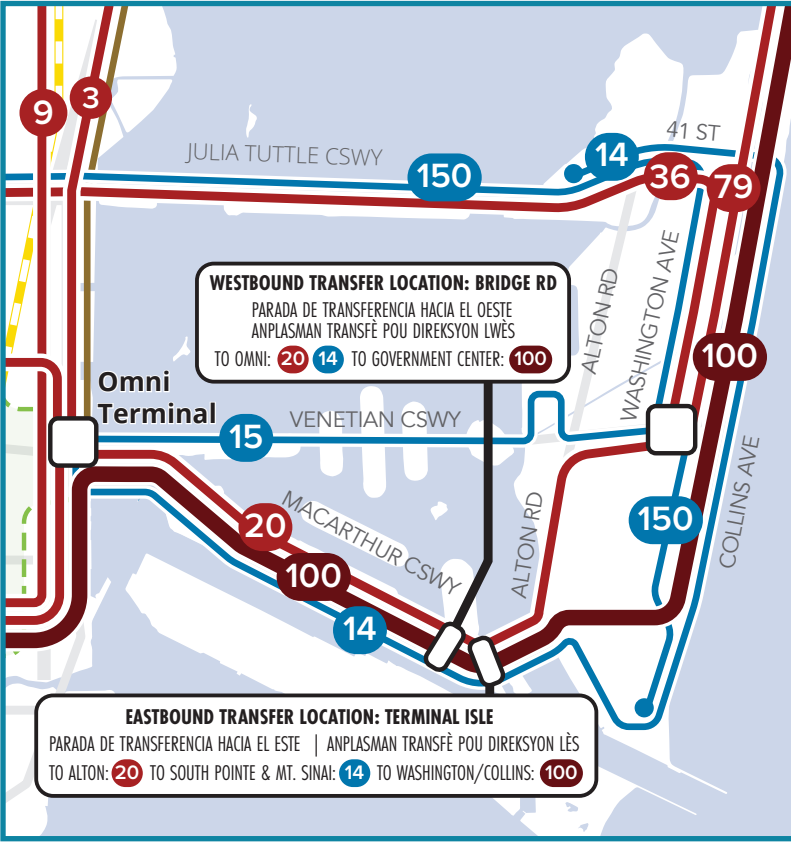 9
3
JULIA TUTTLE CSWY
150
14
41 ST
36
79
WESTBOUND TRANSFER LOCATION: BRIDGE RD
PARADA DE TRANSFERENCIA HACIA EL OESTE
ANPLASMAN TRANSFÈ POU DIREKSYON LWÈS
TO OMNI: 20 14 TO GOVERNMENT CENTER: 100
ALTON RD
WASHINGTON AVE
100
Omni
Terminal
15
VENETIAN CSWY
COLLINS AVE
MACARTHUR CSWY
20
100
14
ALTON RD
150
EASTBOUND TRANSFER LOCATION: TERMINAL ISLE
PARADA DE TRANSFERENCIA HACIA EL ESTE | ANPLASMAN TRANSFÈ POU DIREKSYON LÈS
TO ALTON: 20 TO SOUTH POINTE & MT. SINAI: 14 TO WASHINGTON/COLLINS: 100